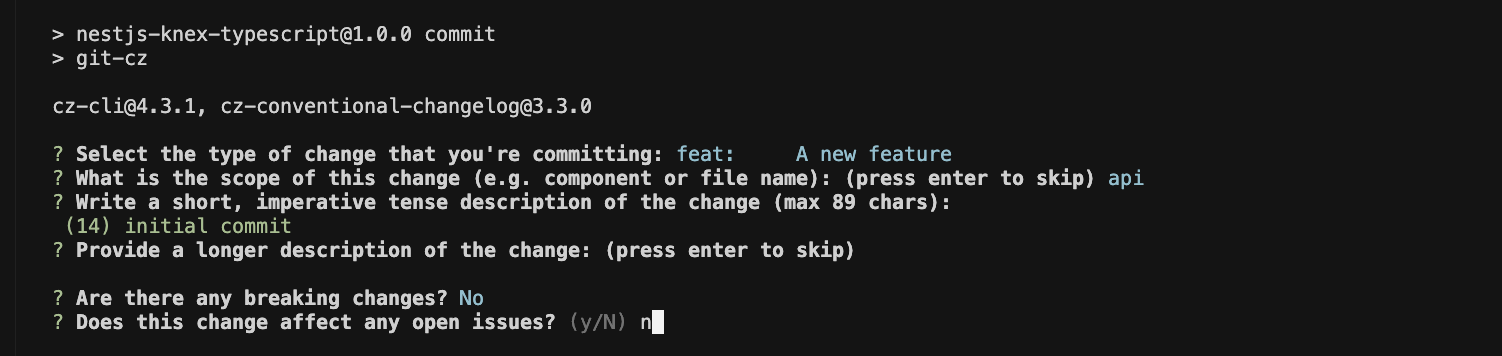 > nestjs-knex-typescript@1.0.0 commit
> git-cz
cz-cli@4.3.1, cz-conventional-changelog@3.3.0
? Select the type of change that you're committing: feat:     A new feature
? What is the scope of this change (e.g. component or file name): (press enter to skip) api
? Write a short, imperative tense description of the change (max 89 chars):
 (14) initial commit
? Provide a longer description of the change: (press enter to skip)
? Are there any breaking changes? No
? Does this change affect any open issues? (y/N) n